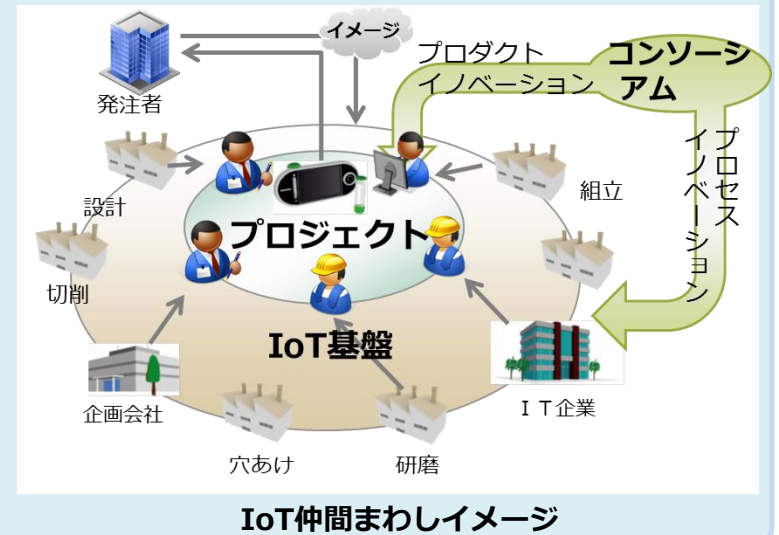 イメージ
発注者
プロダクト
イノベーション
コンソーシ
アム
プロセス
イノベーション
設計
組立
プロジェクト
切削
IoT基盤
企画会社
IT企業
穴あけ
研磨
IoT仲間まわしイメージ